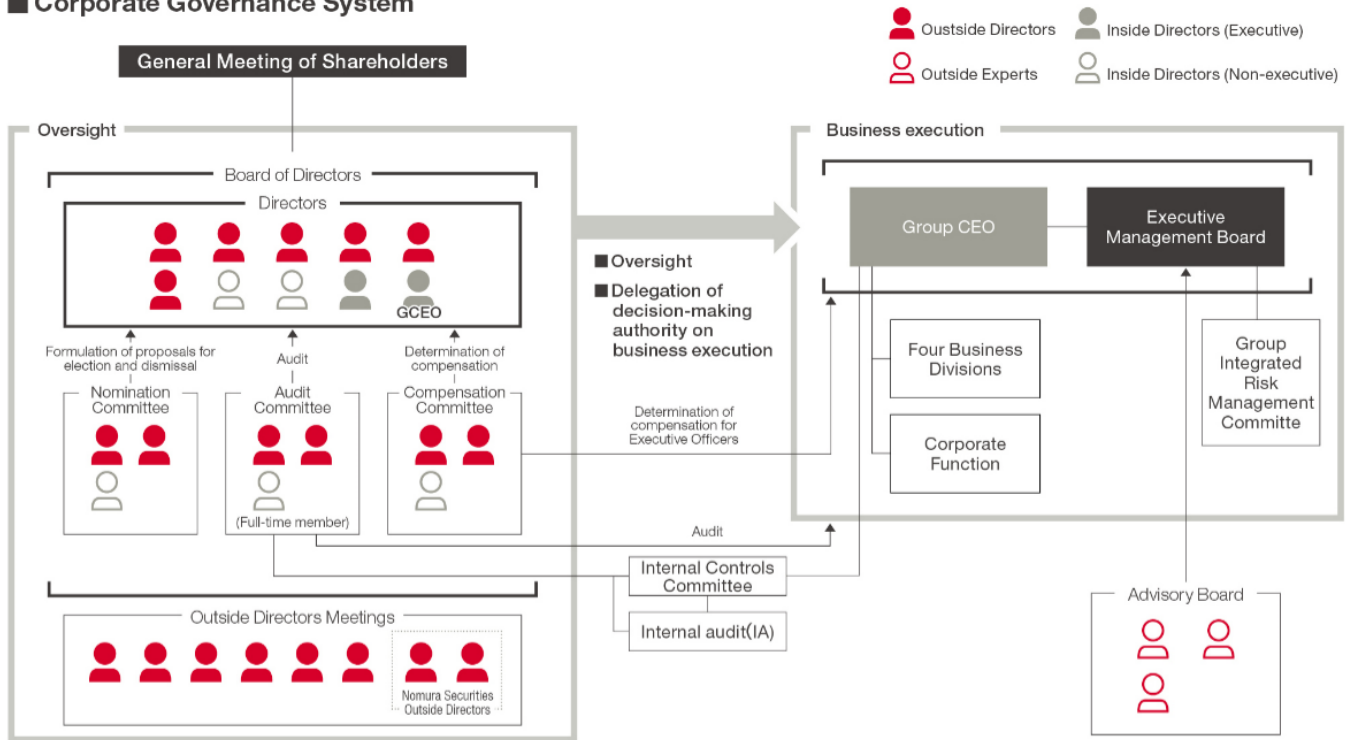 ■ Corporate Governance System
Oustside Directors
Inside Directors (Executive)
Outside Experts
Inside Directors (Non-executive)
General Meeting of Shareholders
Oversight
Board of Directors
Directors
GCEO
Formulation of proposals for
election and dismissal
Audit
Determination of
compensation
Nomination
Committee
Audit
Committee
(Full-time member)
Compensation
Committee
Outside Directors Meetings
Nomura Securities
Outside Directors
■ Oversight
■ Delegation of
decision-making
authority on
business execution
Determination of
compensation for
Executive Officers
Audit
Internal Controls
Committee
Internal audit(IA)
Business execution
Group CEO
Executive
Management Board
Four Business
Divisions
Corporate
Function
Group
Integrated
Risk
Management
Committe
Advisory Board